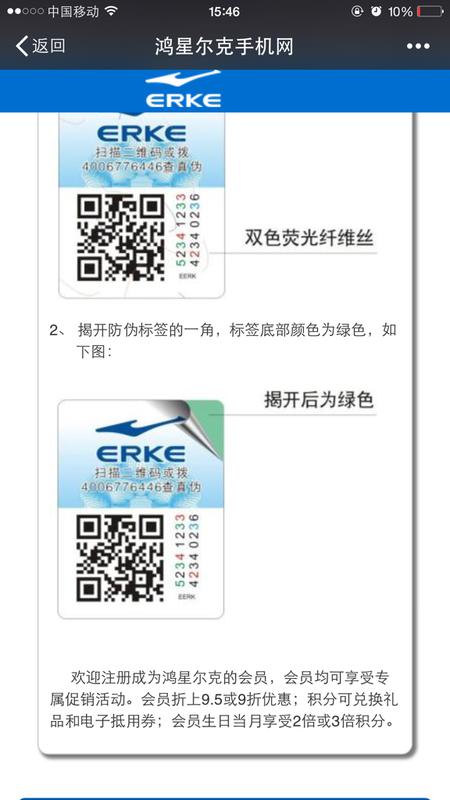 中国移动
15:46
10%
返回
鸿星尔克手机网
ERKE
ERKE
扫描二维码或拨
4006776446查真伪
5234 1233
4234 0236
EERK
双色荧光纤维丝
2、 揭开防伪标签的一角，标签底部颜色为绿色，如
下图：
揭开后为绿色
ERKE
扫描二维码或拨
4006776446查真伪
5234 1233
4234 0236
EERK
欢迎注册成为鸿星尔克的会员，会员均可享受专
属促销活动。会员折上9.5或9折优惠；积分可兑换礼
品和电子抵用券；会员生日当月享受2倍或3倍积分。